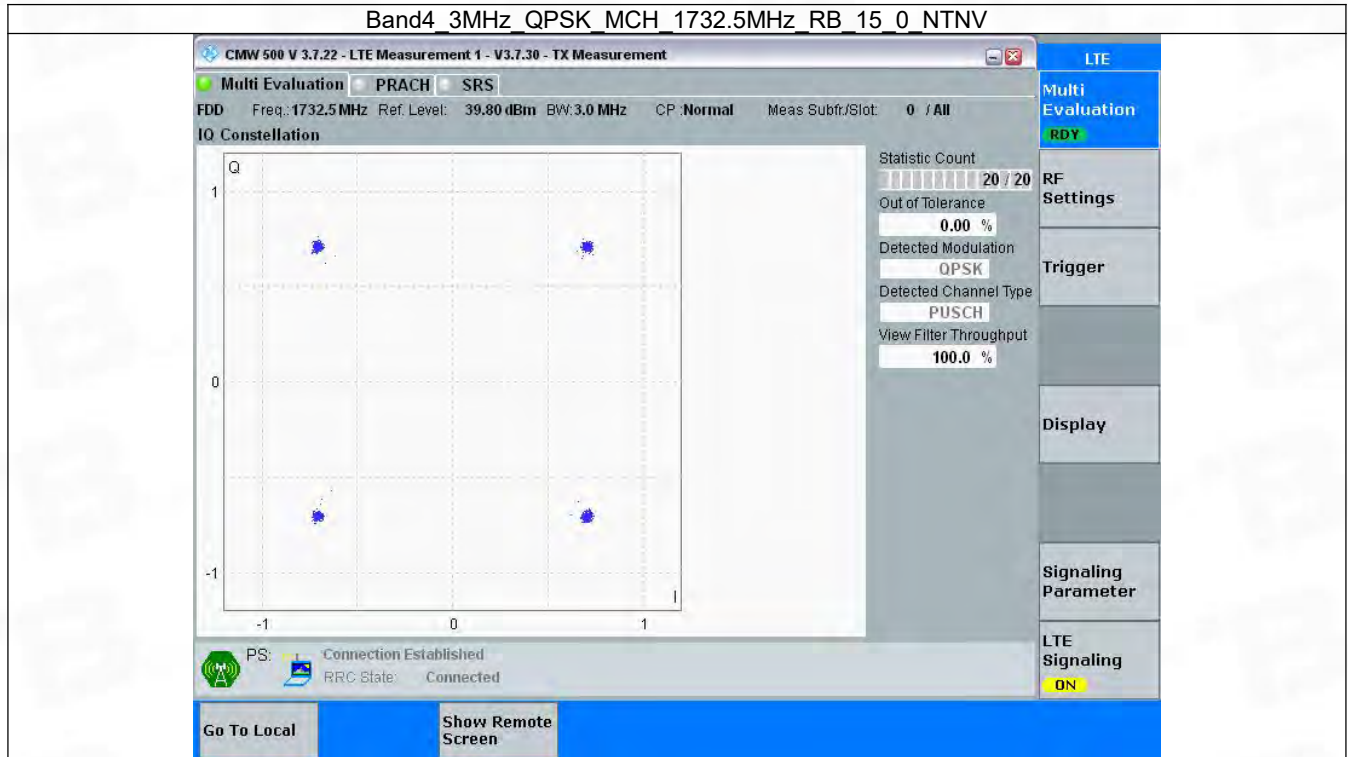 Band4_3MHz_QPSK_MCH_1732.5MHz_RB_15_0_NTNV
CMW 500 V 3.7.22 - LTE Measurement 1 - V3.7.30 - TX Measurement
LTE
Multi Evaluation PRACH SRS
Multi
Evaluation
RDY
FDD Freq.: 1732.5 MHz Ref. Level: 39.80 dBm BW: 3.0 MHz CP :Normal Meas Subfr./Slot: 0 / All
IQ Constellation
Q
1
0
-1
I
-1 0 1
Statistic Count
20 / 20
Out of Tolerance
0.00 %
Detected Modulation
QPSK
Detected Channel Type
PUSCH
View Filter Throughput
100.0 %
RF
Settings
Trigger
Display
Signaling
Parameter
LTE
Signaling
ON
PS: Connection Established
RRC State: Connected
Go To Local
Show Remote
Screen